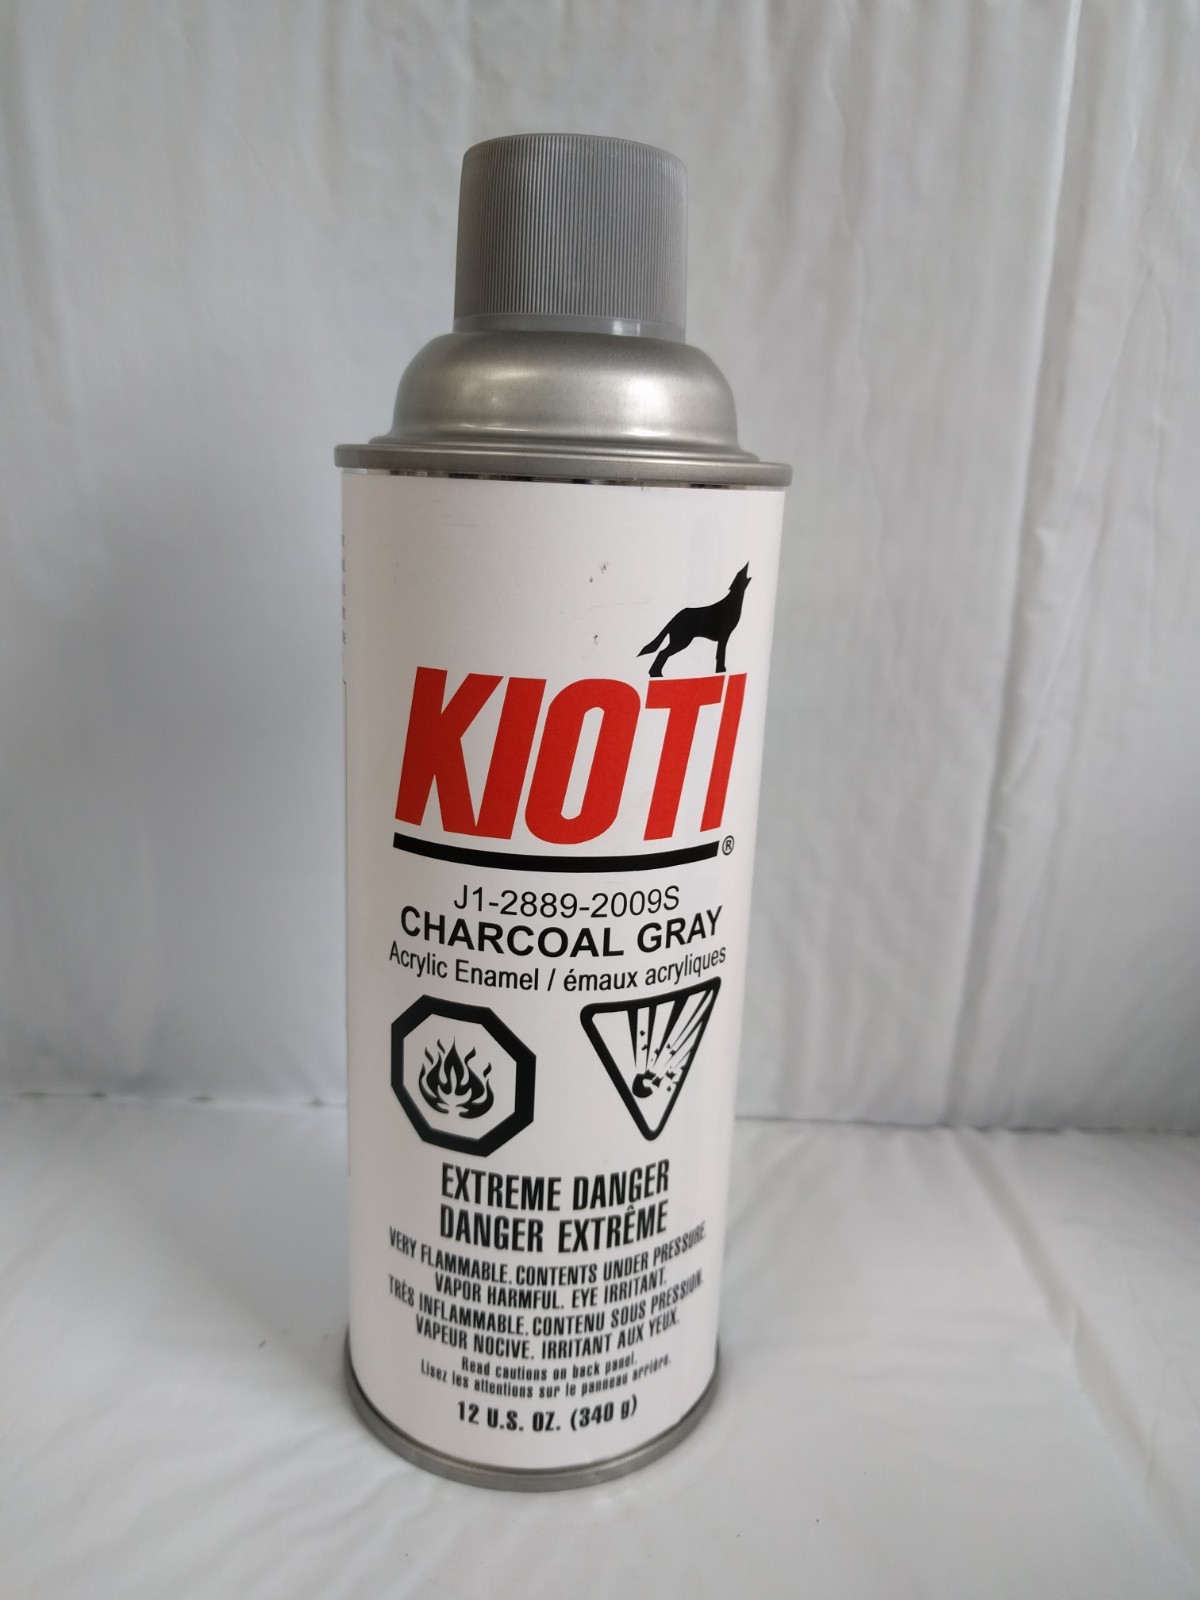 KIOTI
®
J1-2889-2009S
CHARCOAL GRAY
Acrylic Enamel / émaux acryliques
EXTREME DANGER
DANGER EXTRÊME
VERY FLAMMABLE. CONTENTS UNDER PRESSURE.
VAPOR HARMFUL. EYE IRRITANT.
TRÈS INFLAMMABLE. CONTENU SOUS PRESSION.
VAPEUR NOCIVE. IRRITANT AUX YEUX.
Read cautions on back panel.
Lisez les attentions sur le panneau arrière.
12 U.S. OZ. (340 g)